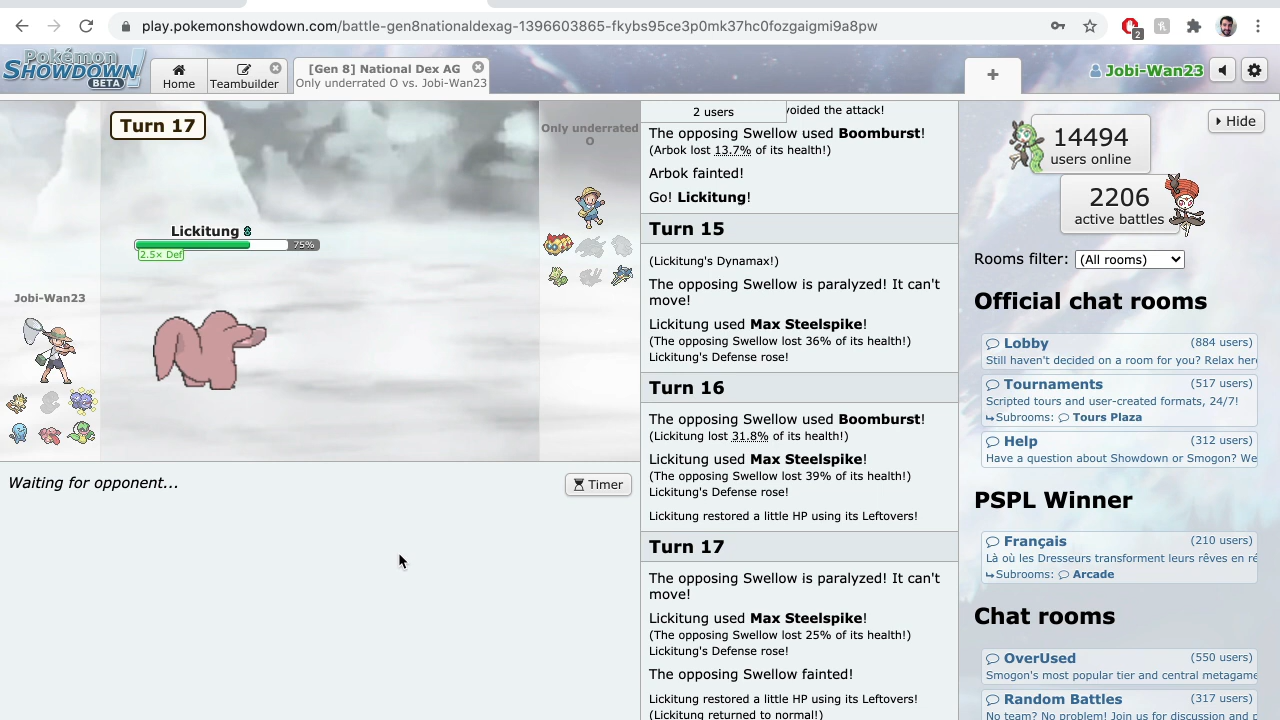 play.pokemonshowdown.com/battle-gen8nationaldexag-1396603865-fkybs95ce3p0mk37hc0fozgaigmi9a8pw
2
Pokémon
SHOWDOWN!
BETA
Home
Teambuilder
[Gen 8] National Dex AG
Only underrated O vs. Jobi-Wan23
+
Jobi-Wan23
Turn 17
Only underrated
O
Lickitung
75%
2.5× Def
Jobi-Wan23
Waiting for opponent...
Timer
2 users
voided the attack!
The opposing Swellow used Boomburst!
(Arbok lost 13.7% of its health!)
Arbok fainted!
Go! Lickitung!
Turn 15
(Lickitung's Dynamax!)
The opposing Swellow is paralyzed! It can't
move!
Lickitung used Max Steelspike!
(The opposing Swellow lost 36% of its health!)
Lickitung's Defense rose!
Turn 16
The opposing Swellow used Boomburst!
(Lickitung lost 31.8% of its health!)
Lickitung used Max Steelspike!
(The opposing Swellow lost 39% of its health!)
Lickitung's Defense rose!
Lickitung restored a little HP using its Leftovers!
Turn 17
The opposing Swellow is paralyzed! It can't
move!
Lickitung used Max Steelspike!
(The opposing Swellow lost 25% of its health!)
Lickitung's Defense rose!
The opposing Swellow fainted!
Lickitung restored a little HP using its Leftovers!
(Lickitung returned to normal!)
14494
users online
Hide
2206
active battles
Rooms filter: (All rooms)
Official chat rooms
Lobby (884 users)
Still haven't decided on a room for you? Relax her
Tournaments (517 users)
Scripted tours and user-created formats, 24/7!
Subrooms: Tours Plaza
Help (312 users)
Have a question about Showdown or Smogon? We
PSPL Winner
Français (210 users)
Là où les Dresseurs transforment leurs rêves en ré
Subrooms: Arcade
Chat rooms
OverUsed (550 users)
Smogon's most popular tier and central metagame
Random Battles (317 users)
No team? No problem! Join us for discussion and p